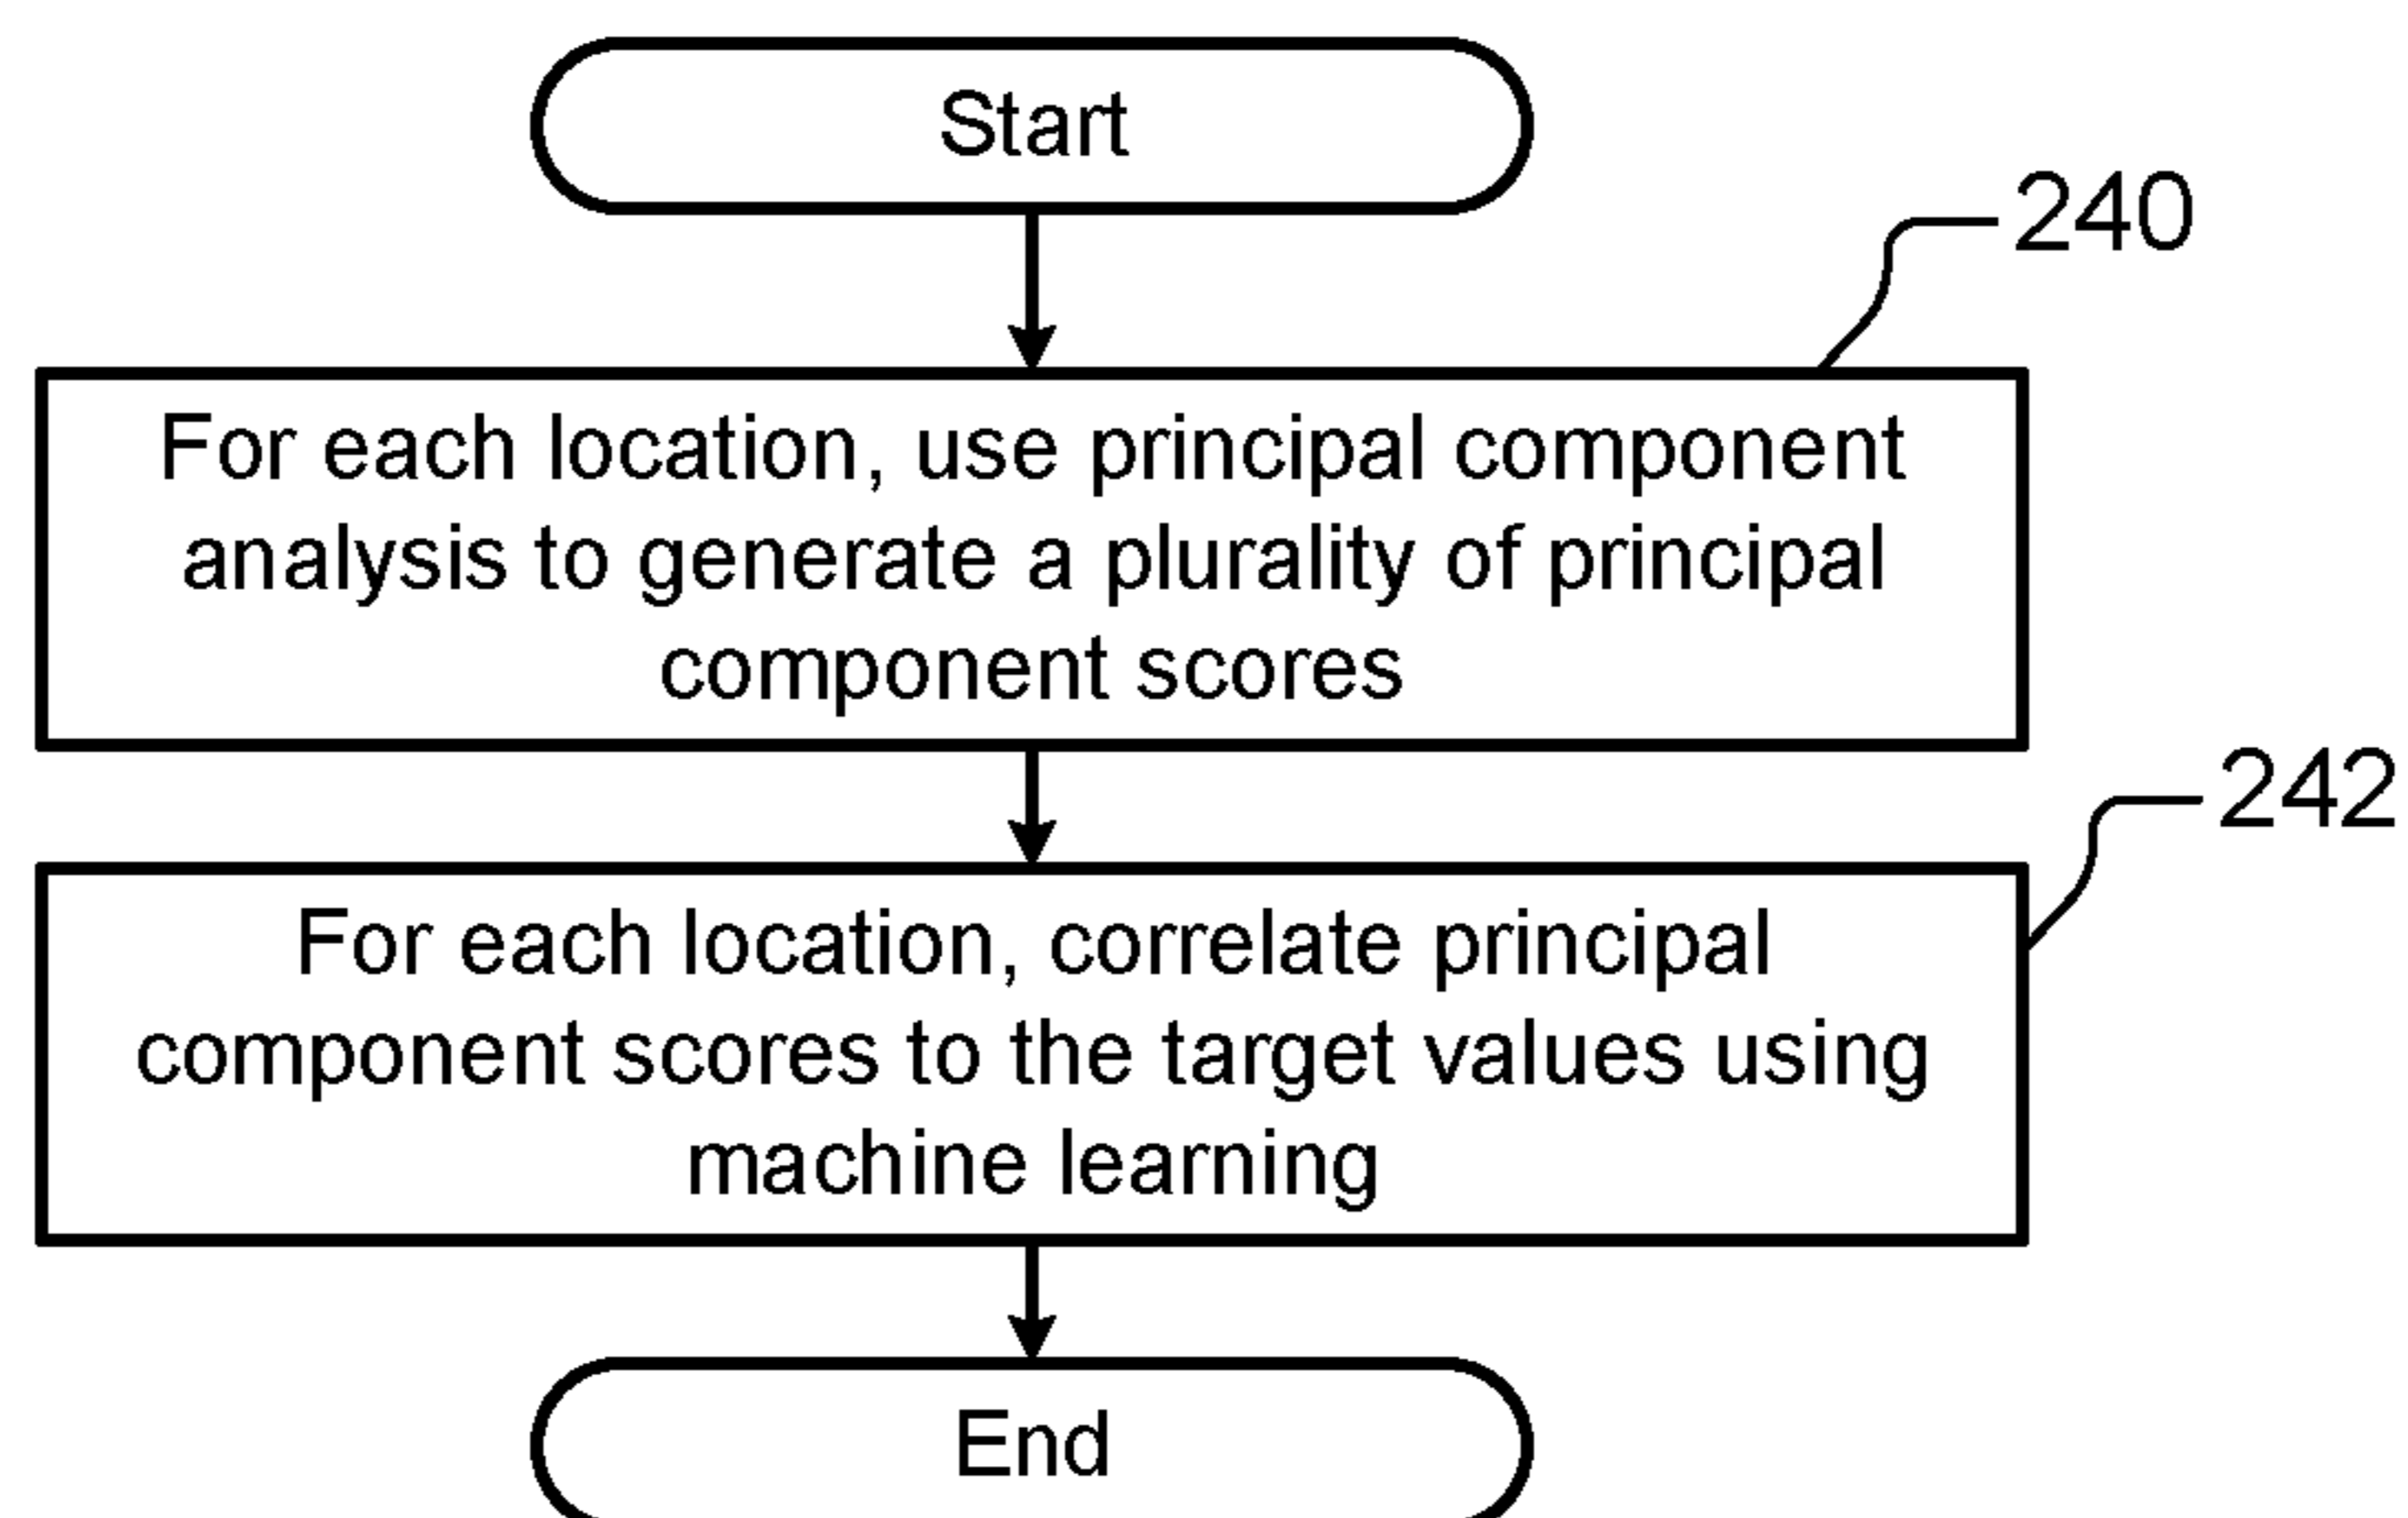 Start
240
For each location, use principal component
analysis to generate a plurality of principal
component scores
242
For each location, correlate principal
component scores to the target values using
machine learning
End